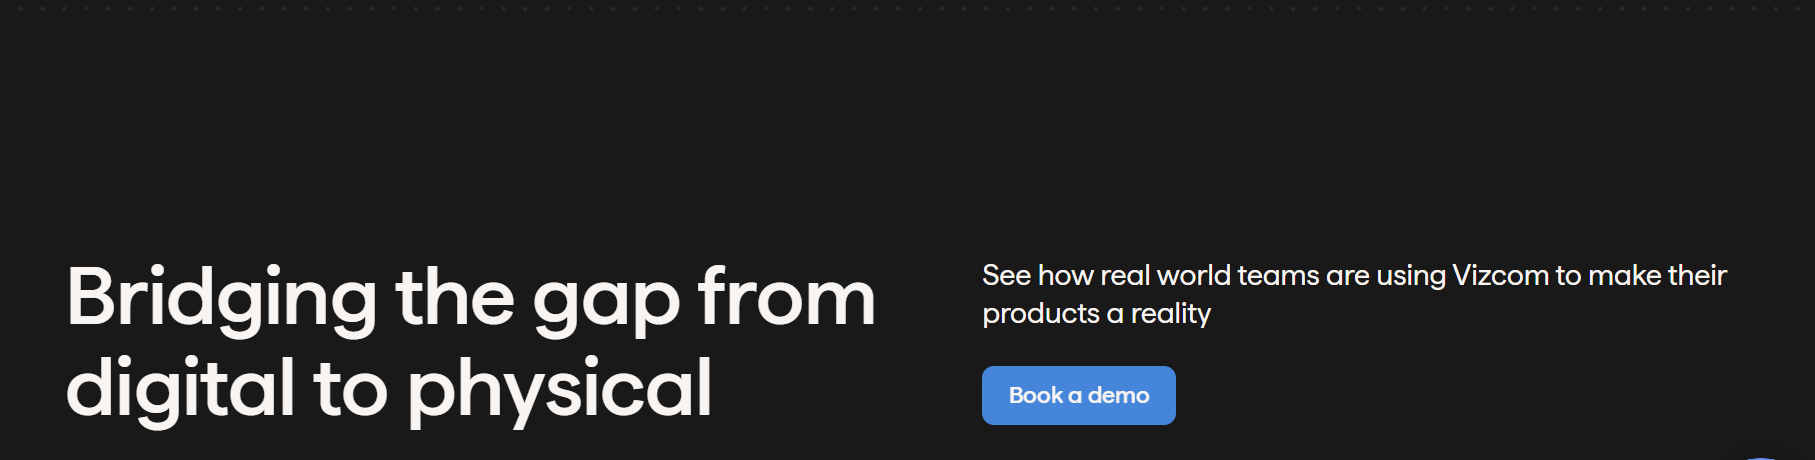 Bridging the gap from
digital to physical
See how real world teams are using Vizcom to make their
products a reality
Book a demo